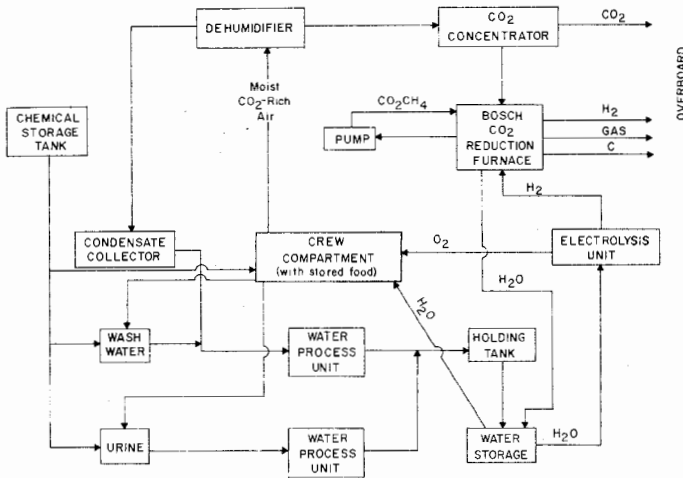 DEHUMIDIFIER
CO2
CONCENTRATOR
CO2
OVERBOARD
Moist
CO2-Rich
Air
CHEMICAL
STORAGE
TANK
CO2CH4
PUMP
BOSCH
CO2
REDUCTION
FURNACE
H2
GAS
C
H2
CONDENSATE
COLLECTOR
CREW
COMPARTMENT
(with stored food)
O2
ELECTROLYSIS
UNIT
H2O
H2O
WASH
WATER
WATER
PROCESS
UNIT
HOLDING
TANK
URINE
WATER
PROCESS
UNIT
WATER
STORAGE
H2O